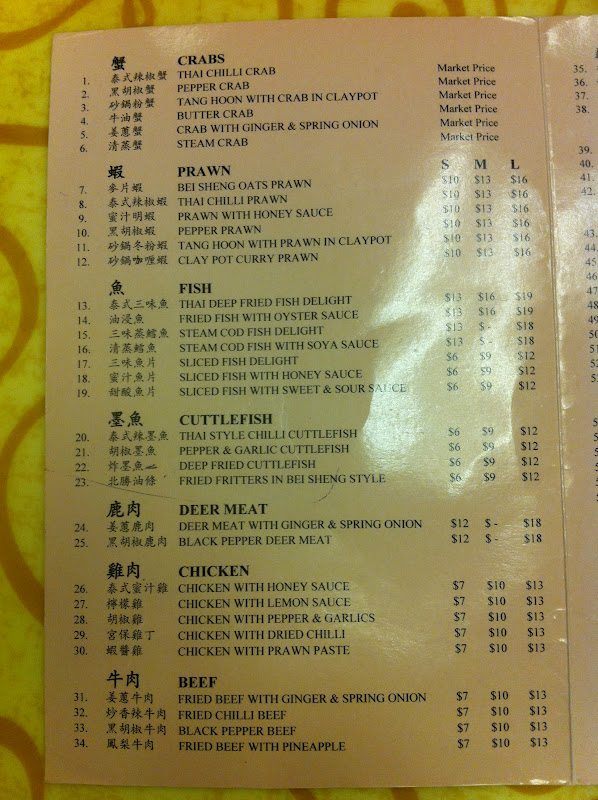 蟹 CRABS
1. 泰式辣椒蟹 THAI CHILLI CRAB Market Price
2. 黑胡椒蟹 PEPPER CRAB Market Price
3. 砂鍋粉蟹 TANG HOON WITH CRAB IN CLAYPOT Market Price
4. 牛油蟹 BUTTER CRAB Market Price
5. 姜蔥蟹 CRAB WITH GINGER & SPRING ONION Market Price
6. 清蒸蟹 STEAM CRAB Market Price
蝦 PRAWN S M L
7. 麥片蝦 BEI SHENG OATS PRAWN $10 $13 $16
8. 泰式辣椒蝦 THAI CHILLI PRAWN $10 $13 $16
9. 蜜汁明蝦 PRAWN WITH HONEY SAUCE $10 $13 $16
10. 黑胡椒蝦 PEPPER PRAWN $10 $13 $16
11. 砂鍋冬粉蝦 TANG HOON WITH PRAWN IN CLAYPOT $10 $13 $16
12. 砂鍋咖喱蝦 CLAY POT CURRY PRAWN $10 $13 $16
魚 FISH
13. 泰式三味魚 THAI DEEP FRIED FISH DELIGHT $13 $16 $19
14. 油浸魚 FRIED FISH WITH OYSTER SAUCE $13 $16 $19
15. 三味蒸鱈魚 STEAM COD FISH DELIGHT $13 $ - $18
16. 清蒸鱈魚 STEAM COD FISH WITH SOYA SAUCE $13 $ - $18
17. 三味魚片 SLICED FISH DELIGHT $6 $9 $12
18. 蜜汁魚片 SLICED FISH WITH HONEY SAUCE $6 $9 $12
19. 甜酸魚片 SLICED FISH WITH SWEET & SOUR SAUCE $6 $9 $12
墨魚 CUTTLEFISH
20. 泰式辣墨魚 THAI STYLE CHILLI CUTTLEFISH $6 $9 $12
21. 胡椒墨魚 PEPPER & GARLIC CUTTLEFISH $6 $9 $12
22. 炸墨魚 DEEP FRIED CUTTLEFISH $6 $9 $12
23. 北勝油條 FRIED FRITTERS IN BEI SHENG STYLE $6 $9 $12
鹿肉 DEER MEAT
24. 姜蔥鹿肉 DEER MEAT WITH GINGER & SPRING ONION $12 $ - $18
25. 黑胡椒鹿肉 BLACK PEPPER DEER MEAT $12 $ - $18
雞肉 CHICKEN
26. 泰式蜜汁雞 CHICKEN WITH HONEY SAUCE $7 $10 $13
27. 檸檬雞 CHICKEN WITH LEMON SAUCE $7 $10 $13
28. 胡椒雞 CHICKEN WITH PEPPER & GARLICS $7 $10 $13
29. 宮保雞丁 CHICKEN WITH DRIED CHILLI $7 $10 $13
30. 蝦醬雞 CHICKEN WITH PRAWN PASTE $7 $10 $13
牛肉 BEEF
31. 姜蔥牛肉 FRIED BEEF WITH GINGER & SPRING ONION $7 $10 $13
32. 炒香辣牛肉 FRIED CHILLI BEEF $7 $10 $13
33. 黑胡椒牛肉 BLACK PEPPER BEEF $7 $10 $13
34. 鳳梨牛肉 FRIED BEEF WITH PINEAPPLE $7 $10 $13
35.
36.
37.
38.
39.
40.
41.
42.
43.
44.
45
46
47